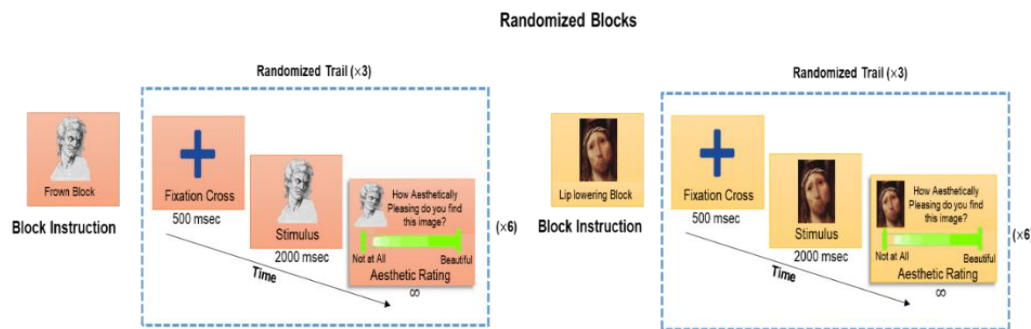 Randomized Blocks
Randomized Trail (×3)
Frown Block
Block Instruction
Fixation Cross
500 msec
Stimulus
2000 msec
How Aesthetically
Pleasing do you find
this image?
Not at All
Beautiful
Aesthetic Rating
∞
Time
(×6)
Randomized Trail (×3)
Lip lowering Block
Block Instruction
Fixation Cross
500 msec
Stimulus
2000 msec
How Aesthetically
Pleasing do you find
this image?
Not at All
Beautiful
Aesthetic Rating
∞
Time
(×6)